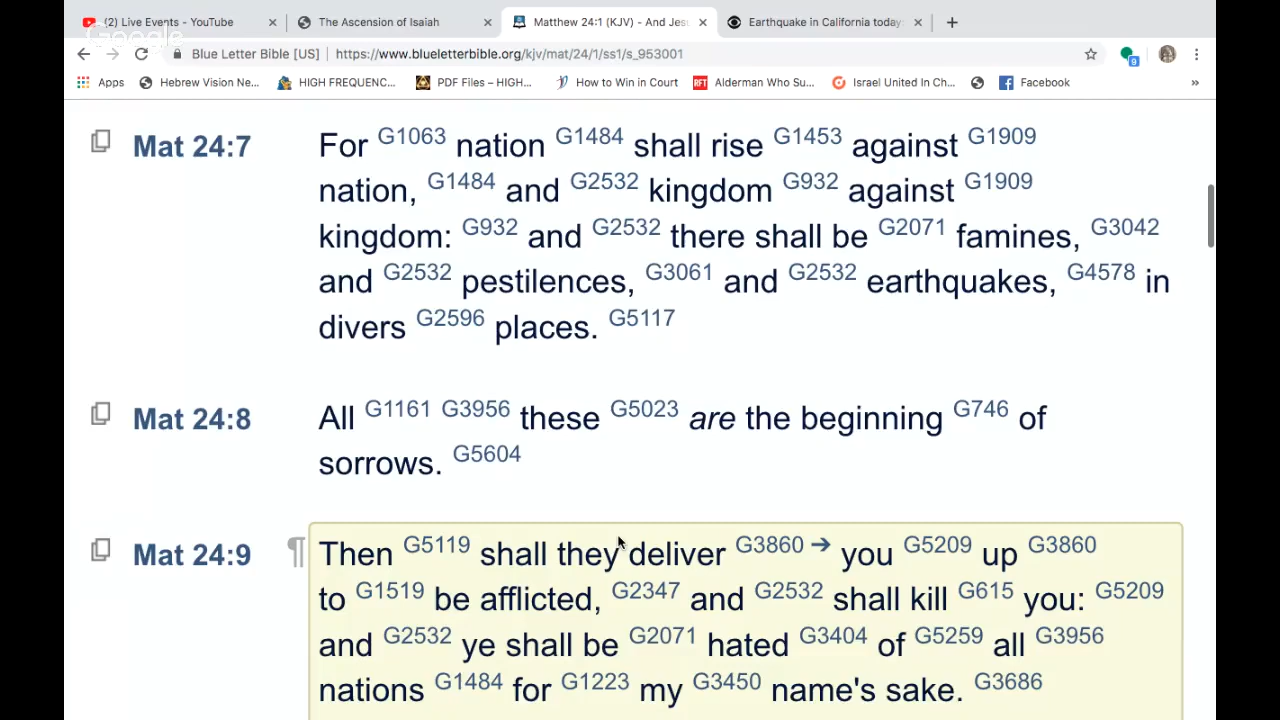 (2) Live Events - YouTube
The Ascension of Isaiah
Matthew 24:1 (KJV) - And Jesu
Earthquake in California today:
Google
Blue Letter Bible [US] | https://www.blueletterbible.org/kjv/mat/24/1/ss1/s_953001
9
Apps
Hebrew Vision Ne...
HIGH FREQUENC...
PDF Files – HIGH...
How to Win in Court
RFT
Alderman Who Su...
Israel United In Ch...
Facebook
»
Mat 24:7
For G1063 nation G1484 shall rise G1453 against G1909
nation, G1484 and G2532 kingdom G932 against G1909
kingdom: G932 and G2532 there shall be G2071 famines, G3042
and G2532 pestilences, G3061 and G2532 earthquakes, G4578 in
divers G2596 places. G5117
Mat 24:8
All G1161 G3956 these G5023 are the beginning G746 of
sorrows. G5604
Mat 24:9
¶ Then G5119 shall they deliver G3860 → you G5209 up G3860
to G1519 be afflicted, G2347 and G2532 shall kill G615 you: G5209
and G2532 ye shall be G2071 hated G3404 of G5259 all G3956
nations G1484 for G1223 my G3450 name's sake. G3686